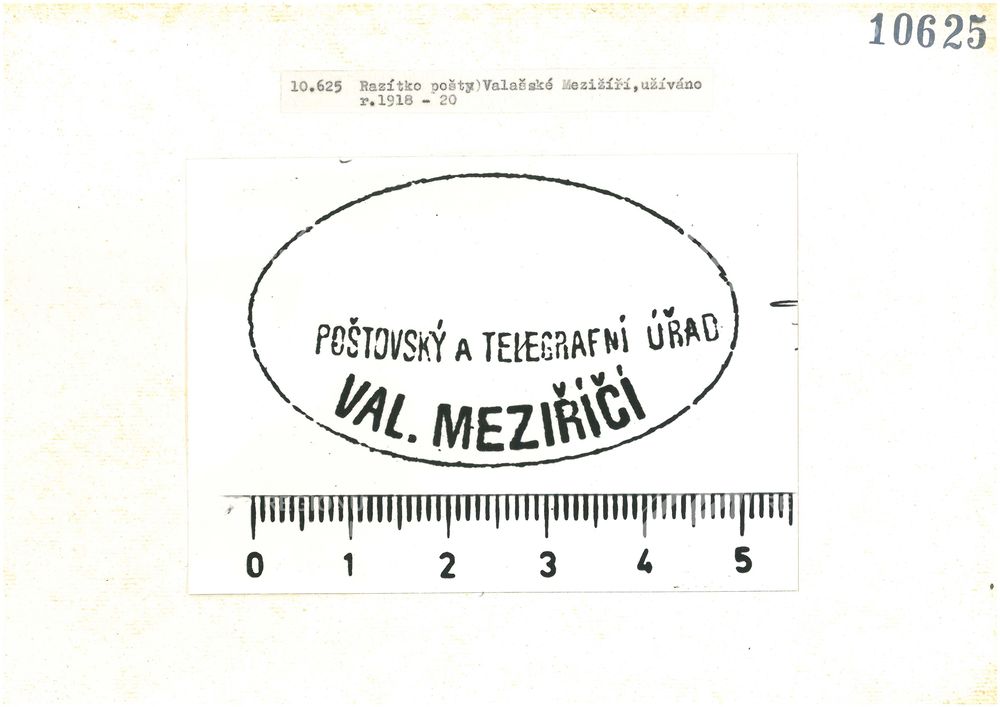 10625
10.625 Razítko pošty)Valašské Mezižíří,užíváno
r.1918 - 20
POŠTOVSKÝ A TELEGRAFNÍ ÚŘAD
VAL. MEZIŘÍČÍ
0 1 2 3 4 5